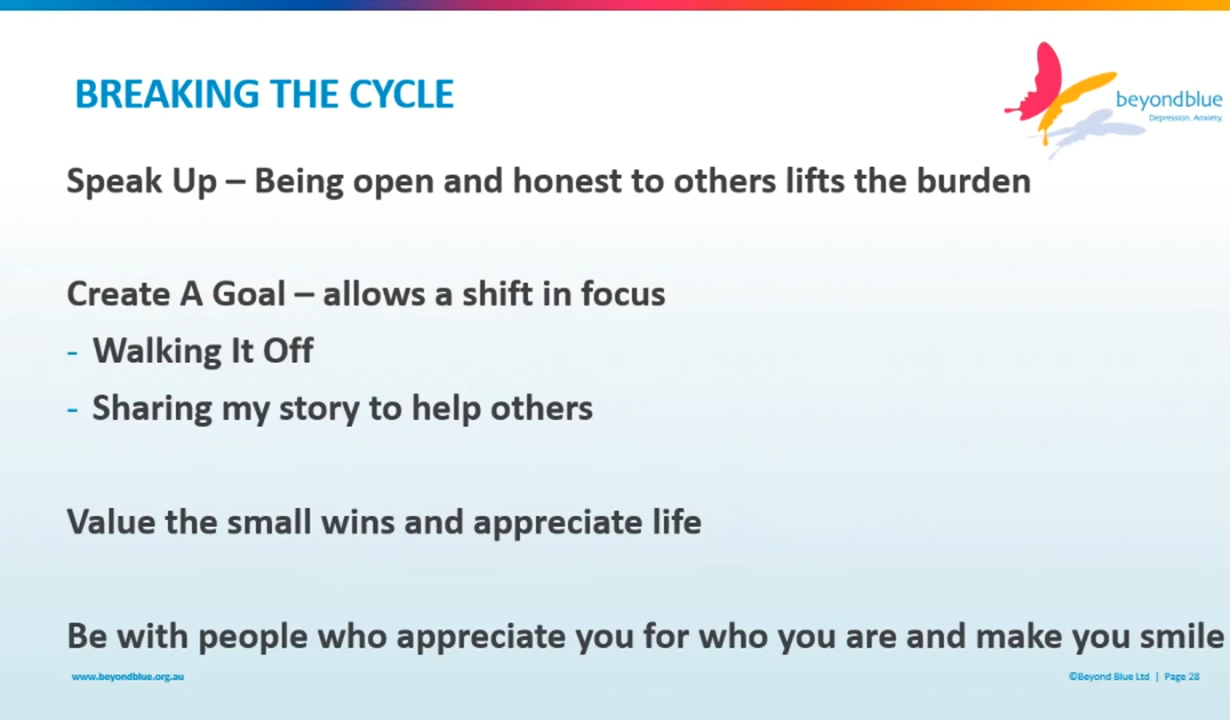 BREAKING THE CYCLE
beyondblue
Depression. Anxiety.
Speak Up – Being open and honest to others lifts the burden
Create A Goal – allows a shift in focus
- Walking It Off
- Sharing my story to help others
Value the small wins and appreciate life
Be with people who appreciate you for who you are and make you smile
www.beyondblue.org.au
©Beyond Blue Ltd | Page 28